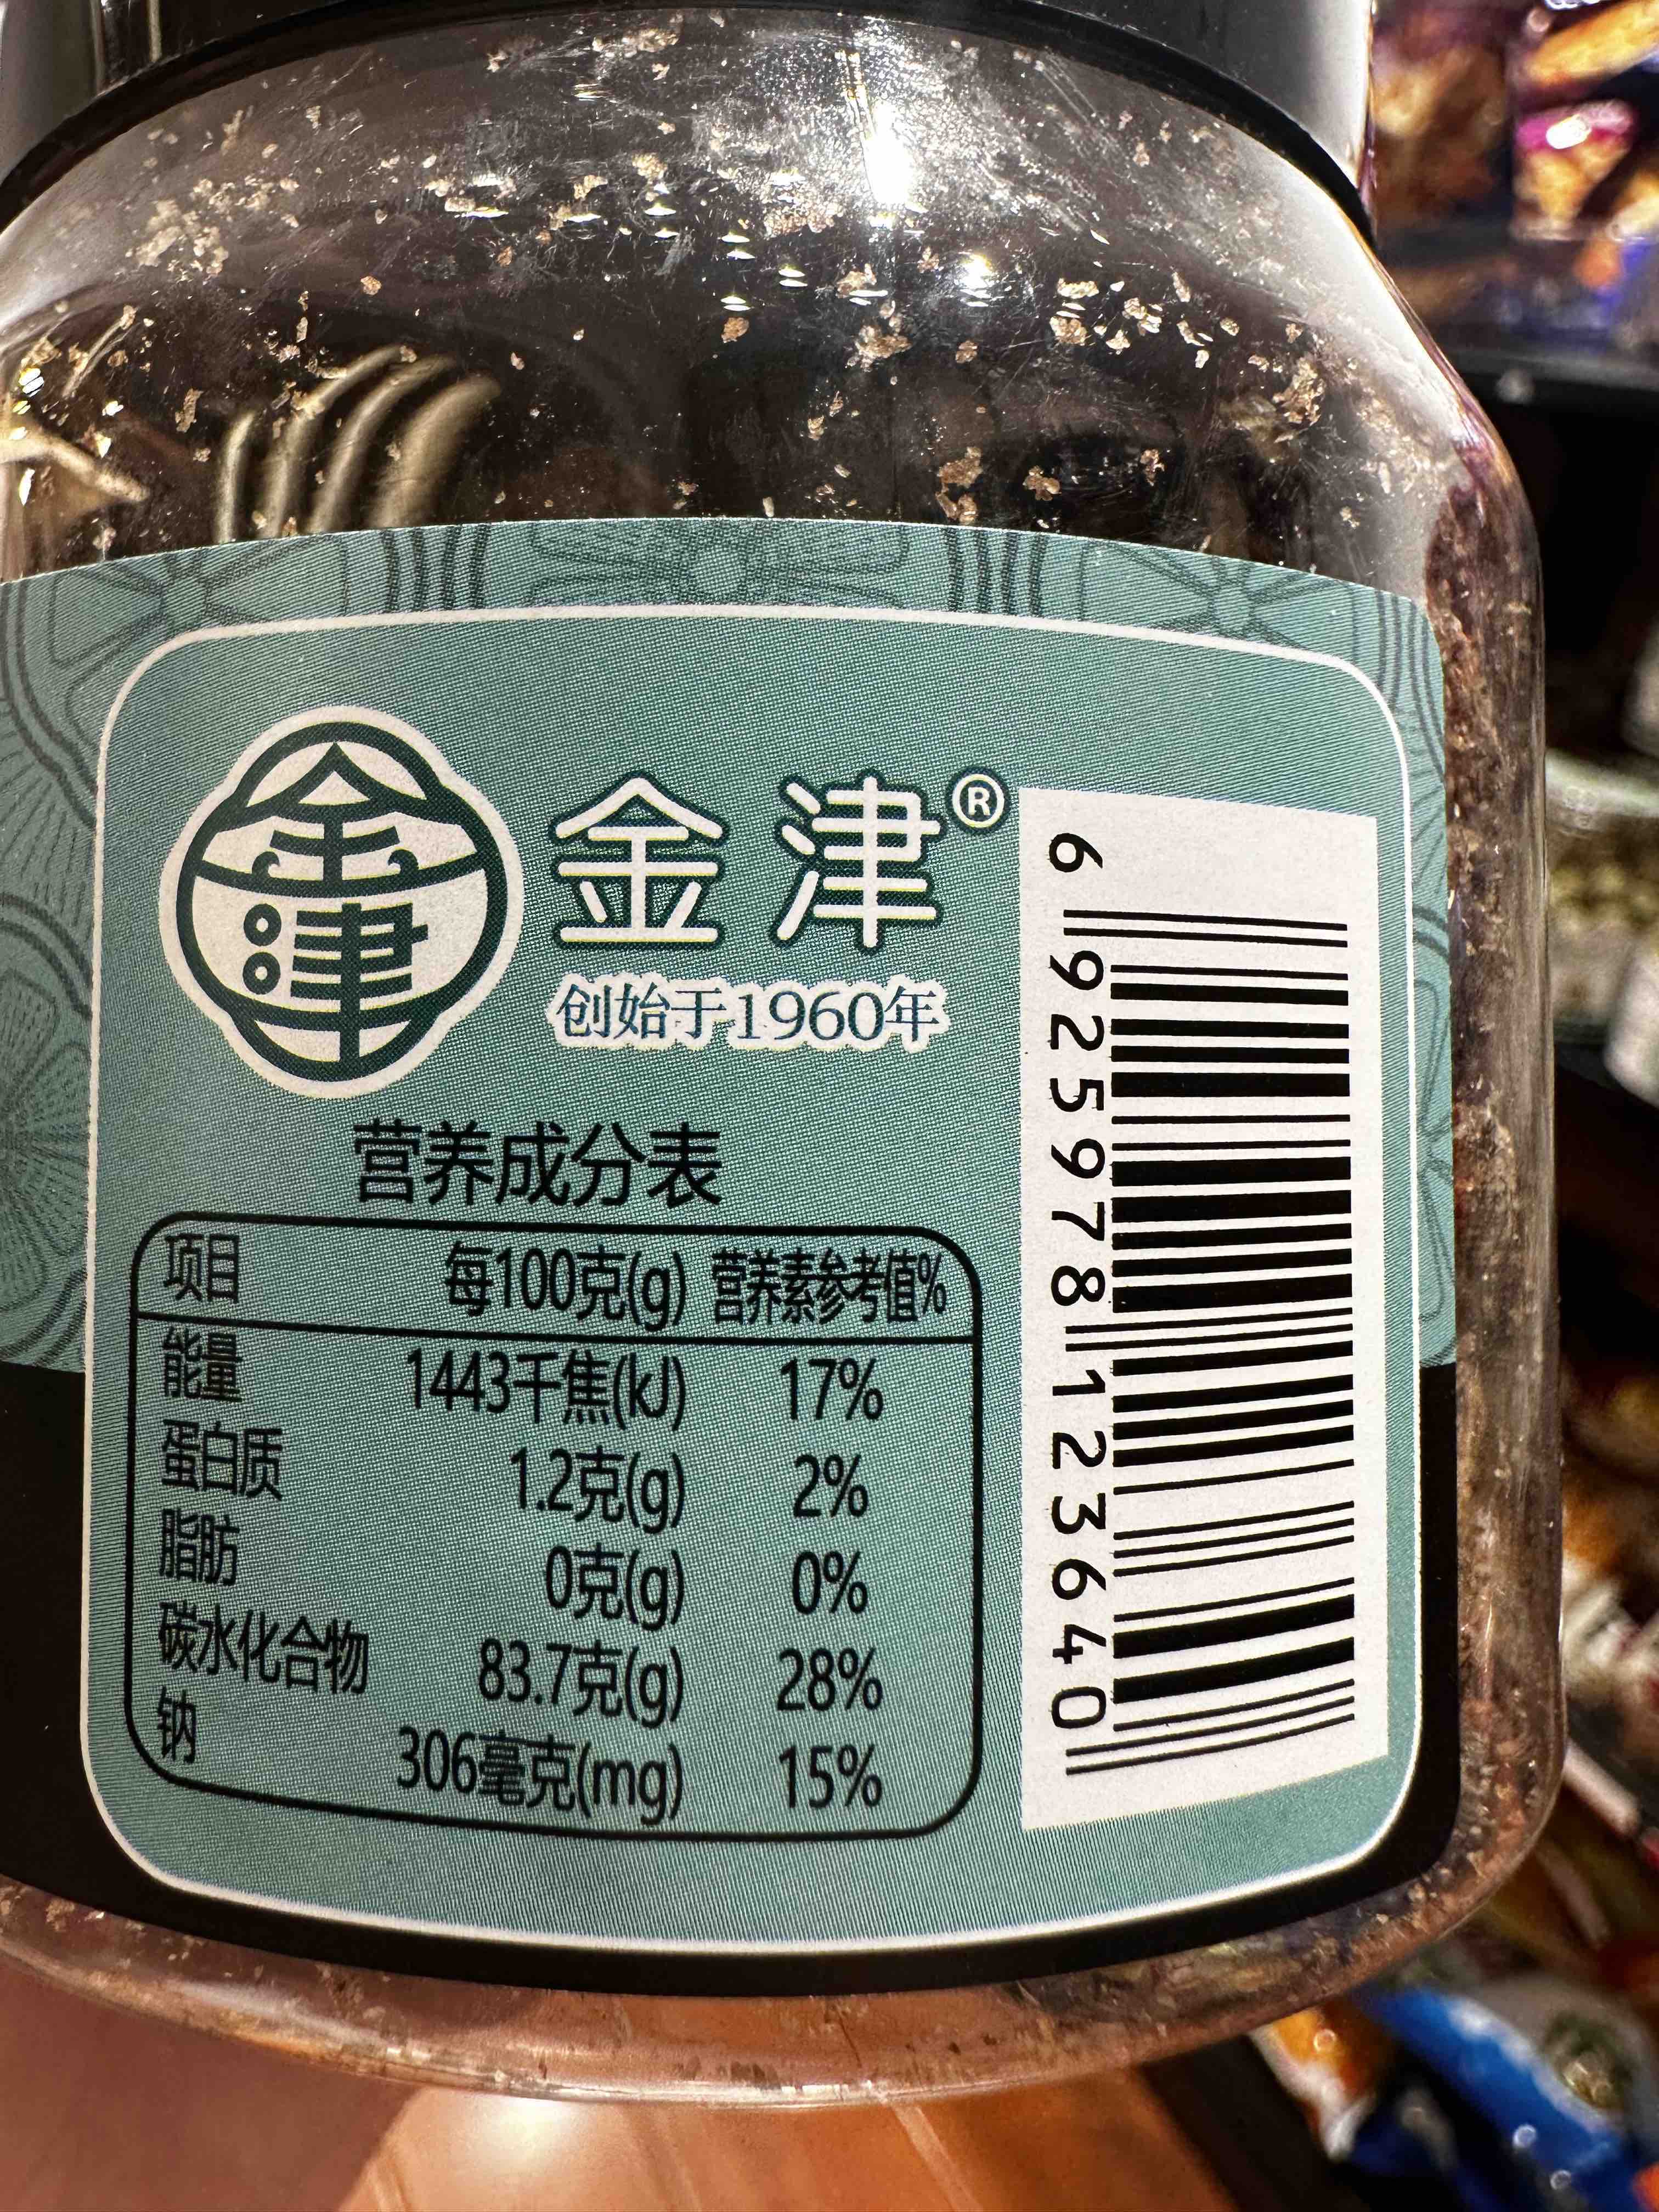 金津
金津®
创始于1960年
营养成分表
项目 每100克(g) 营养素参考值%
能量 1443千焦(kJ) 17%
蛋白质 1.2克(g) 2%
脂肪 0克(g) 0%
碳水化合物 83.7克(g) 28%
钠 306毫克(mg) 15%
6 925978 123640